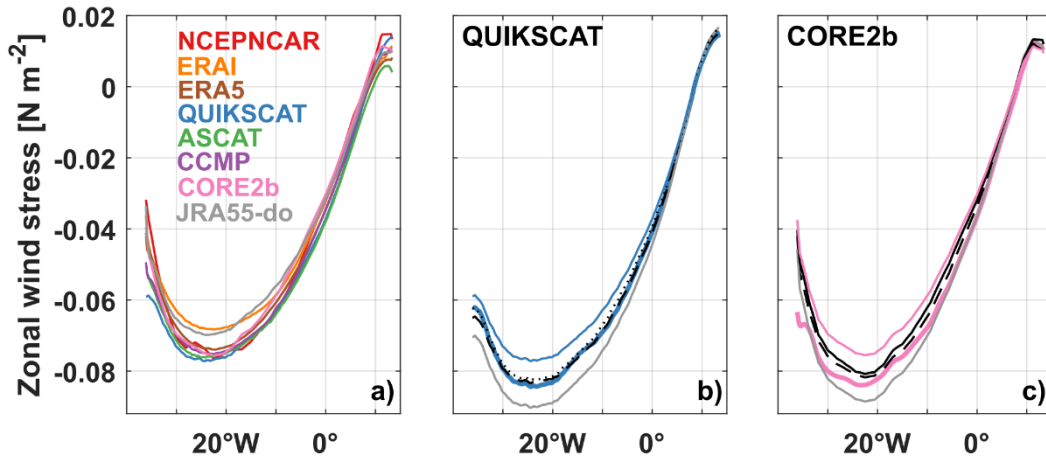 Zonal wind stress [N m-2]
0.02
0
-0.02
-0.04
-0.06
-0.08
NCEPNCAR
ERAI
ERA5
QUIKSCAT
ASCAT
CCMP
CORE2b
JRA55-do
a)
20°W 0°
QUIKSCAT
b)
20°W 0°
CORE2b
c)
20°W 0°